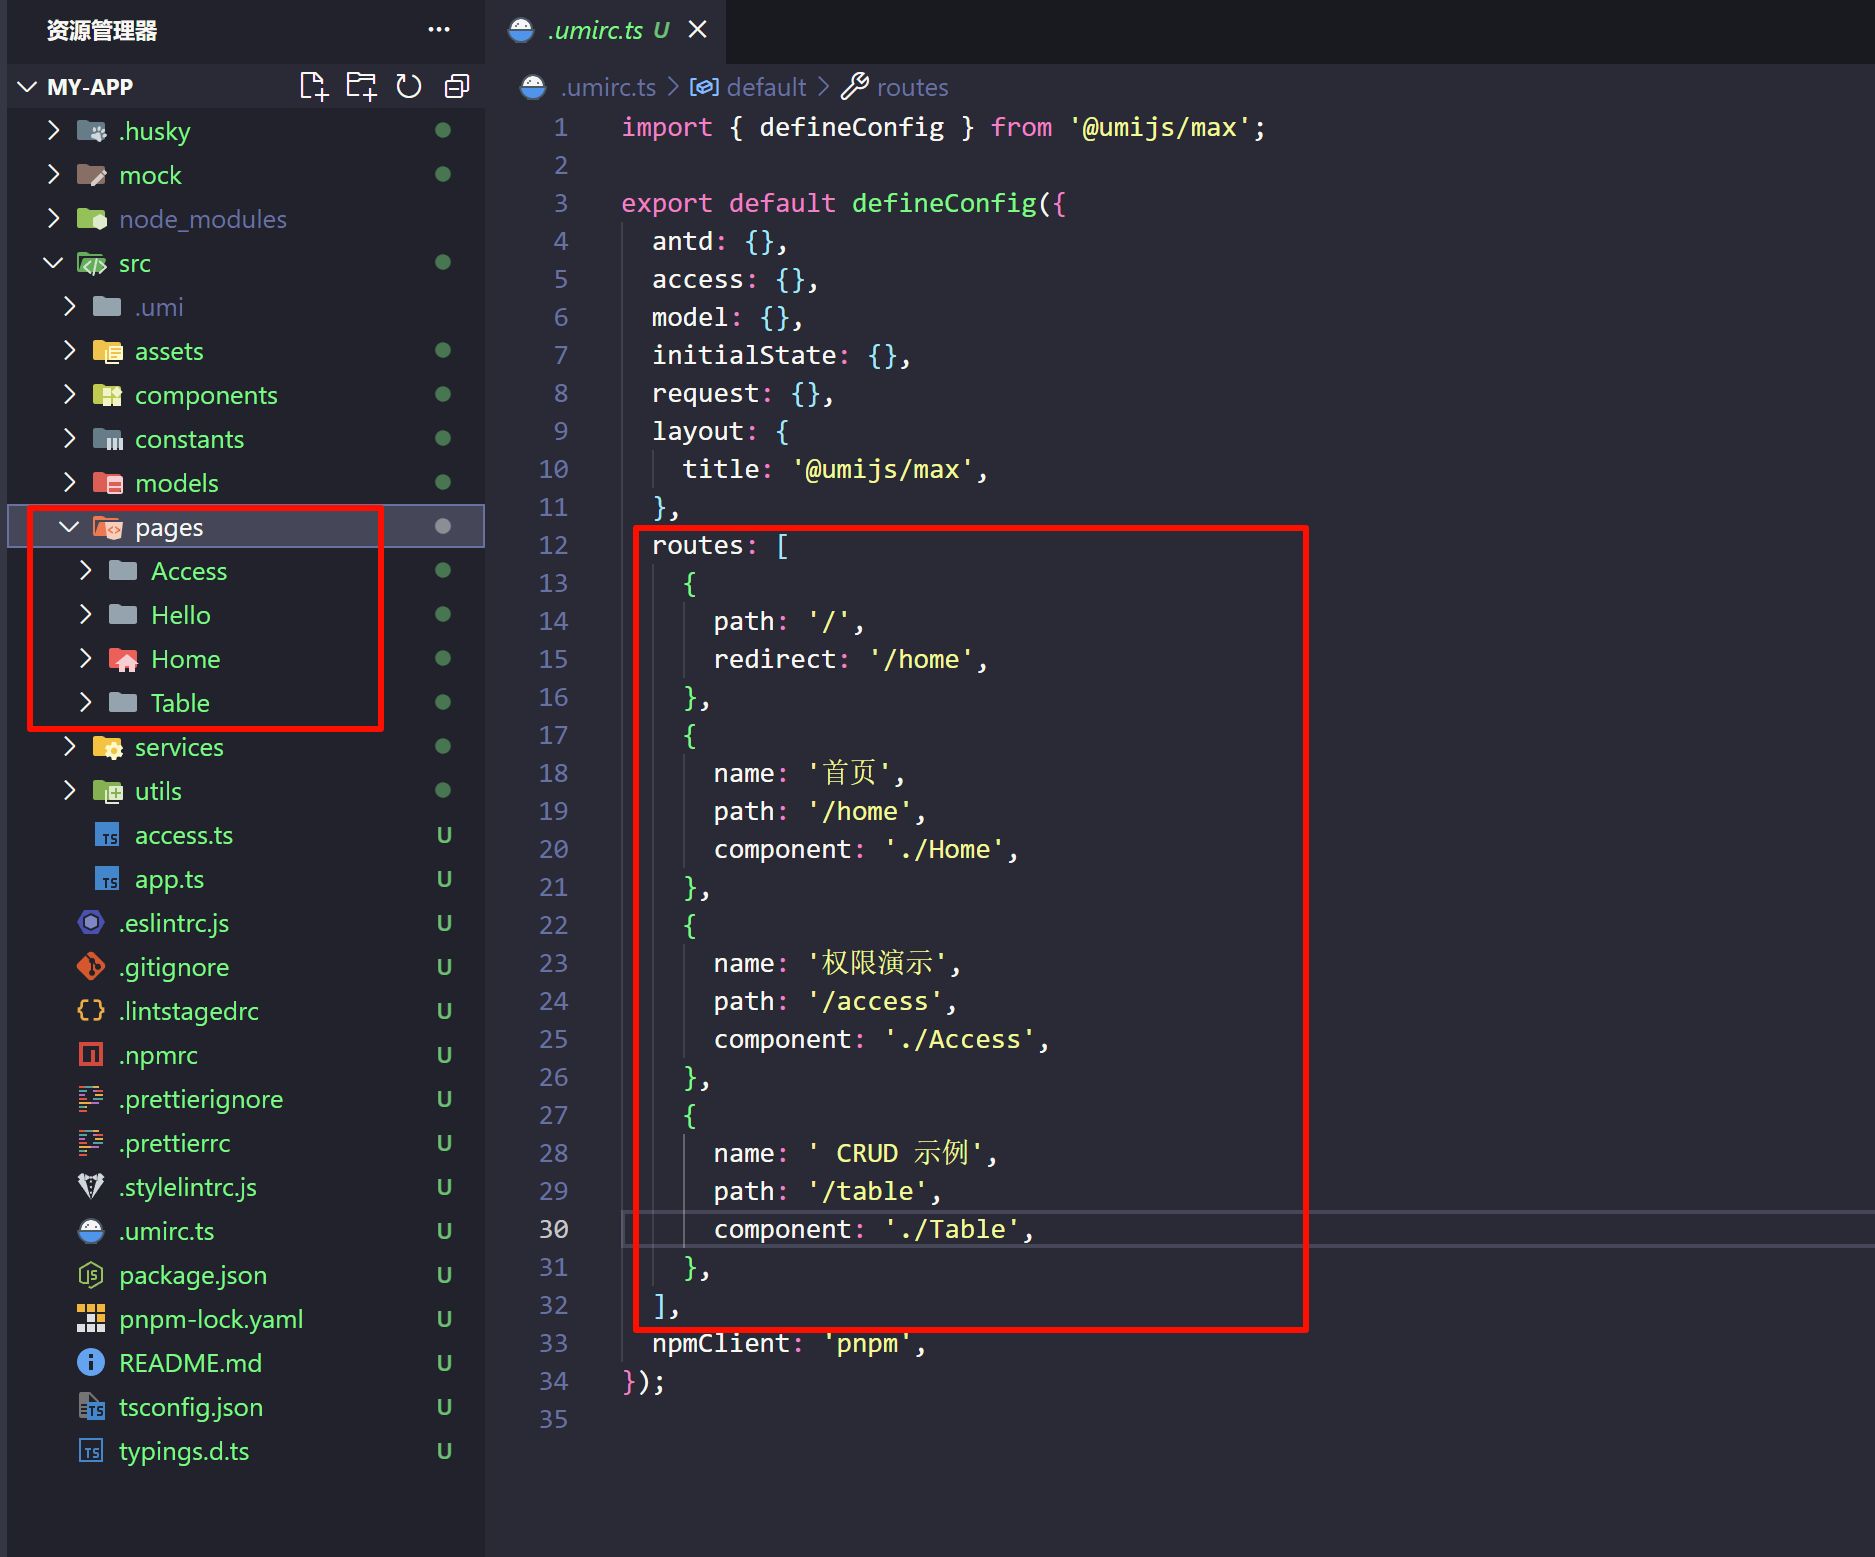 资源管理器
MY-APP
.husky
mock
node_modules
src
.umi
assets
components
constants
models
pages
Access
Hello
Home
Table
services
utils
access.ts U
app.ts U
.eslintrc.js U
.gitignore U
.lintstagedrc U
.npmrc U
.prettierignore U
.prettierrc U
.stylelintrc.js U
.umirc.ts U
package.json U
pnpm-lock.yaml U
README.md U
tsconfig.json U
typings.d.ts U
.umirc.ts U
.umirc.ts > default > routes
1 import { defineConfig } from '@umijs/max';
2
3 export default defineConfig({
4   antd: {},
5   access: {},
6   model: {},
7   initialState: {},
8   request: {},
9   layout: {
10     title: '@umijs/max',
11   },
12   routes: [
13     {
14       path: '/',
15       redirect: '/home',
16     },
17     {
18       name: '首页',
19       path: '/home',
20       component: './Home',
21     },
22     {
23       name: '权限演示',
24       path: '/access',
25       component: './Access',
26     },
27     {
28       name: ' CRUD 示例',
29       path: '/table',
30       component: './Table',
31     },
32   ],
33   npmClient: 'pnpm',
34 });
35